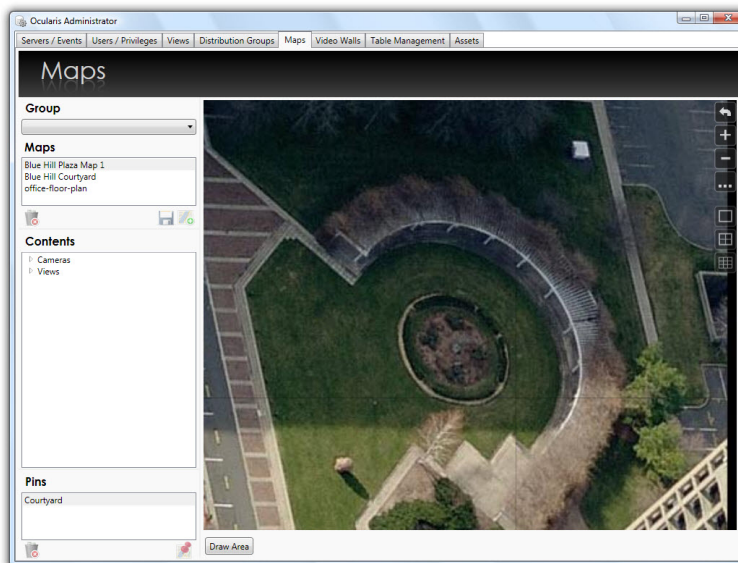 Ocularis Administrator
Servers / Events Users / Privileges Views Distribution Groups Maps Video Walls Table Management Assets
Maps
Group
Maps
Blue Hill Plaza Map 1
Blue Hill Courtyard
office-floor-plan
Contents
Cameras
Views
Pins
Courtyard
Draw Area